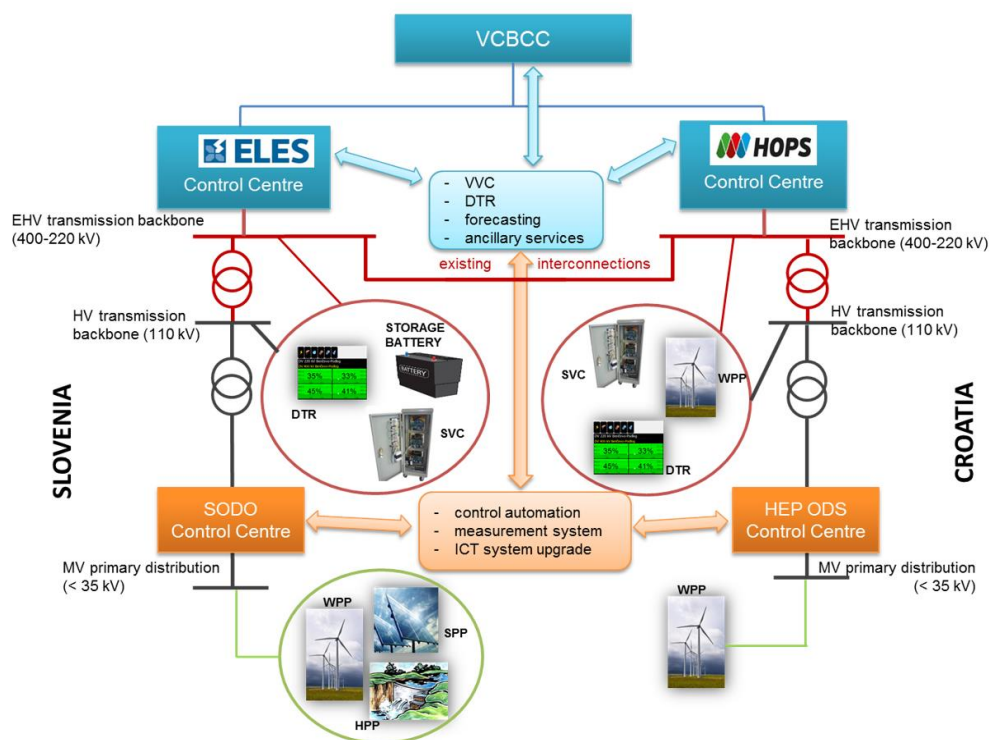 VCBCC
ELES
Control Centre
HOPS
Control Centre
- VVC
- DTR
- forecasting
- ancillary services
EHV transmission backbone
(400-220 kV)
EHV transmission
backbone (400-220 kV)
existing interconnections
HV transmission
backbone (110 kV)
HV transmission
backbone (110 kV)
STORAGE
BATTERY
BATTERY
35% 33%
45% 41%
DTR
SVC
SVC
WPP
35% 33%
45% 41%
DTR
SLOVENIA
CROATIA
SODO
Control Centre
- control automation
- measurement system
- ICT system upgrade
HEP ODS
Control Centre
MV primary distribution
(< 35 kV)
MV primary distribution
(< 35 kV)
WPP
SPP
HPP
WPP